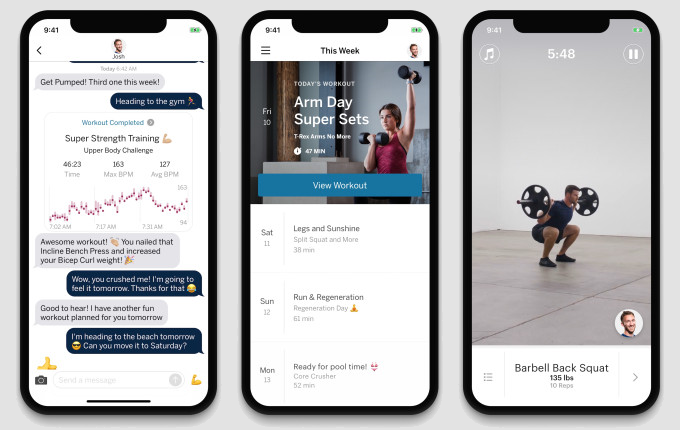 9:41
Josh
Today 6:42 AM
Get Pumped! Third one this week!
Heading to the gym 🏃
Workout Completed ?
Super Strength Training 💪🏼
Upper Body Challenge
46:23 163 127
Time Max BPM Avg BPM
163
94
7:02 AM 7:17 AM 7:31 AM
Awesome workout! 👏🏼 You nailed that
Incline Bench Press and increased
your Bicep Curl weight! 🎉
Wow, you crushed me! I'm going to
feel it tomorrow. Thanks for that 😂
Good to hear! I have another fun
workout planned for you tomorrow
I'm heading to the beach tomorrow
😎 Can you move it to Saturday?
Send a message
9:41
This Week
TODAY'S WORKOUT
Fri
10
Arm Day
Super Sets
T-Rex Arms No More
47 MIN
View Workout
Sat
11
Legs and Sunshine
Split Squat and More
38 min
Sun
12
Run & Regeneration
Regeneration Day 🙏
61 min
Mon
13
Ready for pool time! 👙
Core Crusher
52 min
9:41
5:48
Barbell Back Squat
135 lbs
10 Reps